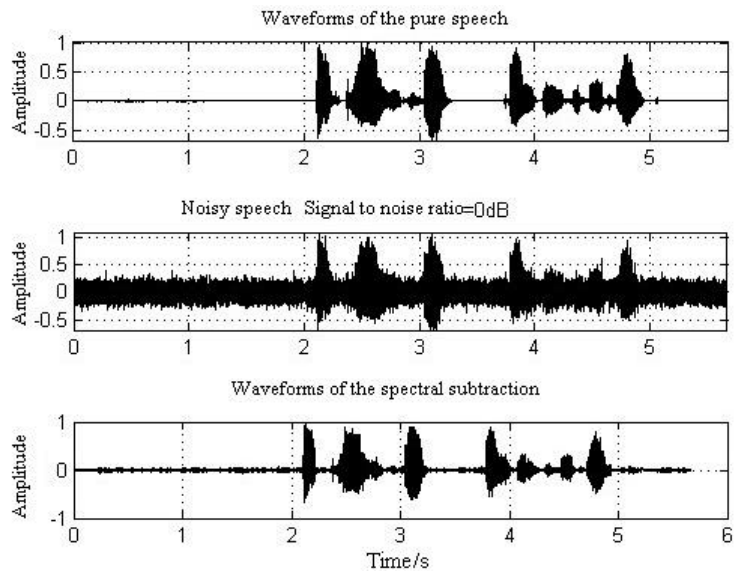 Waveforms of the pure speech
Amplitude
1
0.5
0
-0.5
0 1 2 3 4 5
Noisy speech Signal to noise ratio=0dB
Amplitude
1
0.5
0
-0.5
0 1 2 3 4 5
Waveforms of the spectral subtraction
Amplitude
1
0
-1
0 1 2 3 4 5 6
Time/s